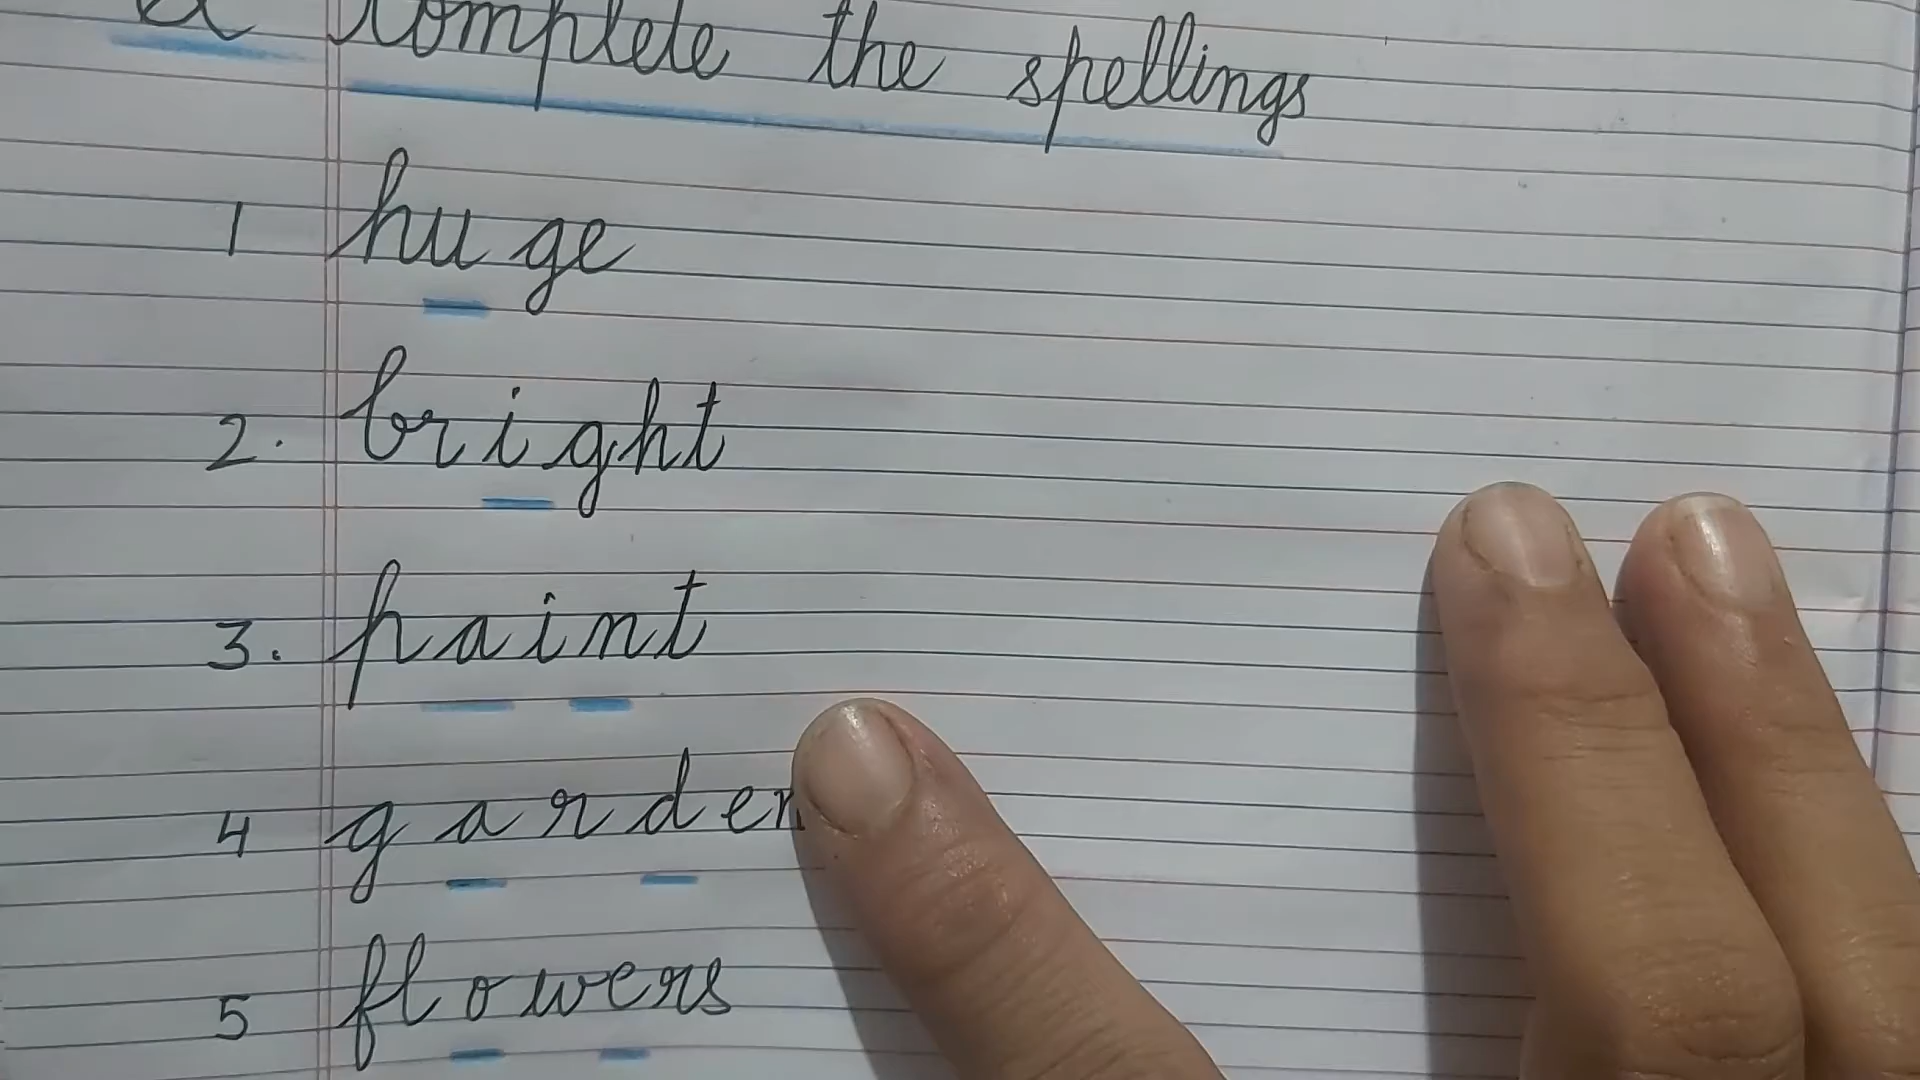 complete the spellings
1 huge
2. bright
3. paint
4 garden
5 flowers